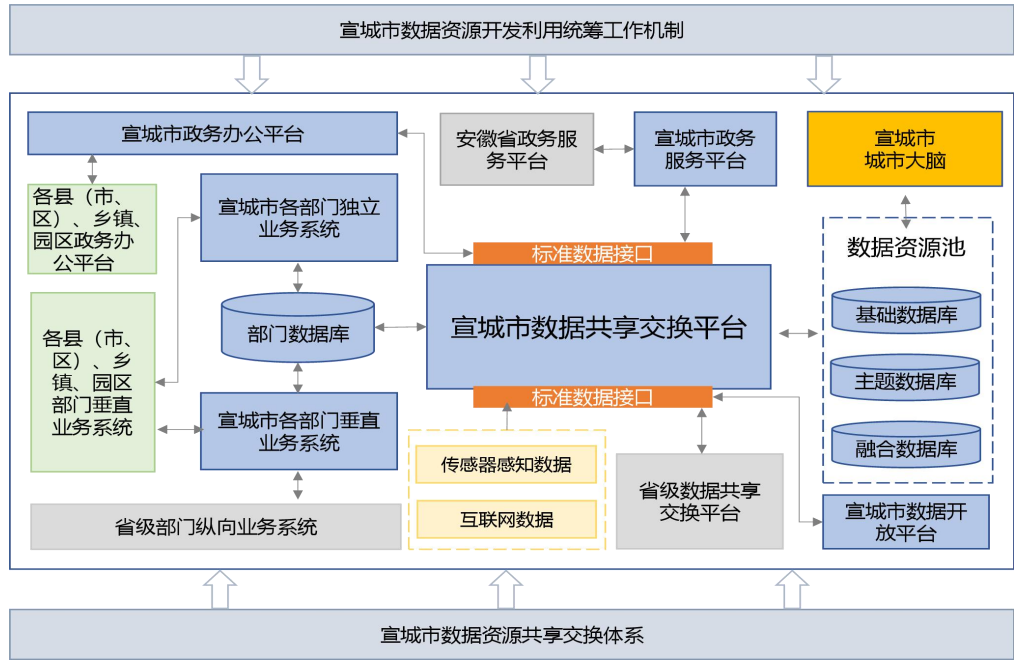 宣城市数据资源开发利用统筹工作机制
宣城市政务办公平台
安徽省政务服
务平台
宣城市政务
服务平台
宣城市
城市大脑
各县（市、
区）、乡镇、
园区政务办
公平台
宣城市各部门独立
业务系统
标准数据接口
数据资源池
宣城市数据共享交换平台
部门数据库
基础数据库
主题数据库
融合数据库
各县（市、
区）、乡
镇、园区
部门垂直
业务系统
宣城市各部门垂直
业务系统
标准数据接口
传感器感知数据
互联网数据
省级数据共享
交换平台
宣城市数据开
放平台
省级部门纵向业务系统
宣城市数据资源共享交换体系